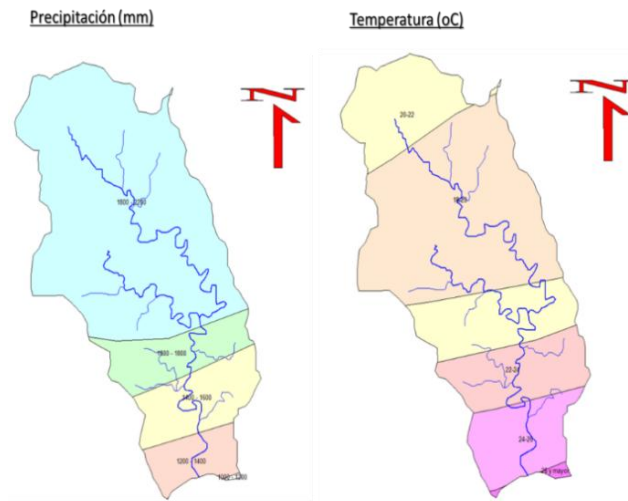 Precipitación (mm)
Temperatura (oC)
20-22
1600 - 1800
1400 - 1600
22-24
1200 - 1400
24-26
26 y mayor